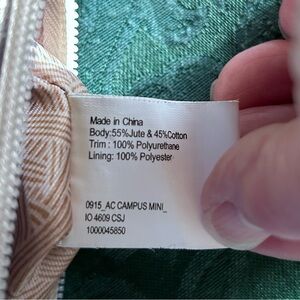 Made in China
Body:55%Jute & 45%Cotton
Trim : 100% Polyurethane
Lining: 100% Polyester
0915_AC CAMPUS MINI_
IO 4609 CSJ
1000045850